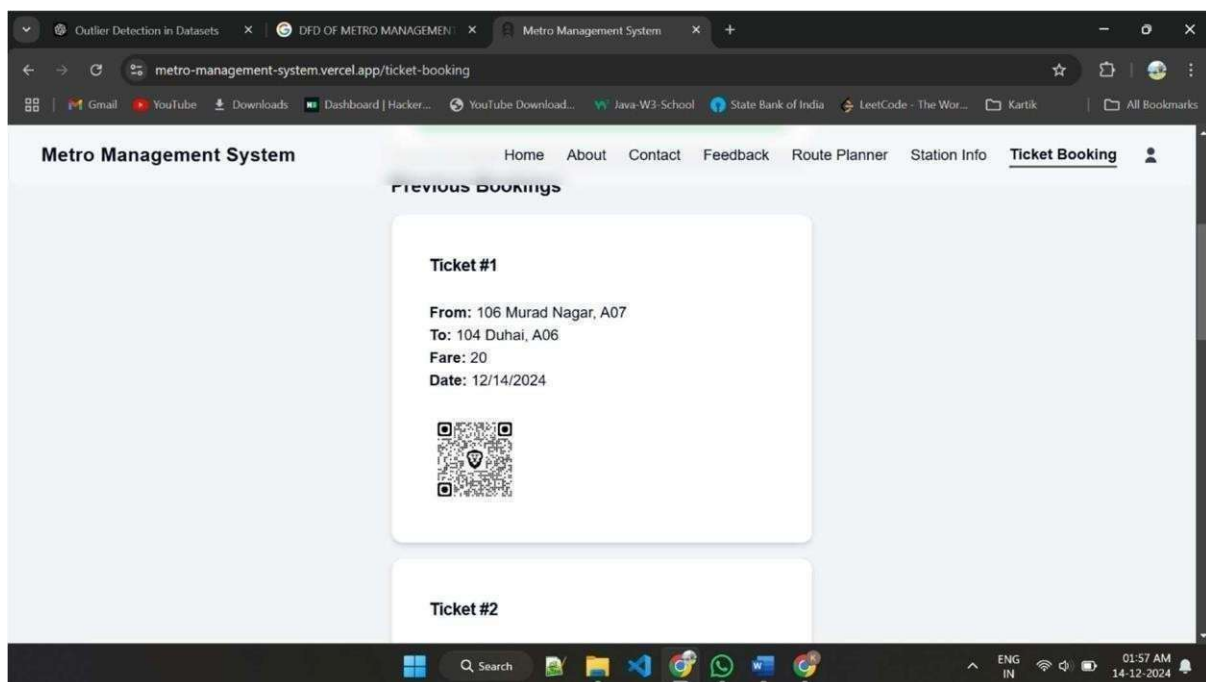 Outlier Detection in Datasets
DFD OF METRO MANAGEMENT
Metro Management System
metro-management-system.vercel.app/ticket-booking
Gmail
YouTube
Downloads
Dashboard | Hacker...
YouTube Download...
Java-W3-School
State Bank of India
LeetCode - The Wor...
Kartik
All Bookmarks
Metro Management System
Home About Contact Feedback Route Planner Station Info Ticket Booking
Previous Bookings
Ticket #1
From: 106 Murad Nagar, A07
To: 104 Duhai, A06
Fare: 20
Date: 12/14/2024
Ticket #2
Search
ENG
IN
01:57 AM
14-12-2024